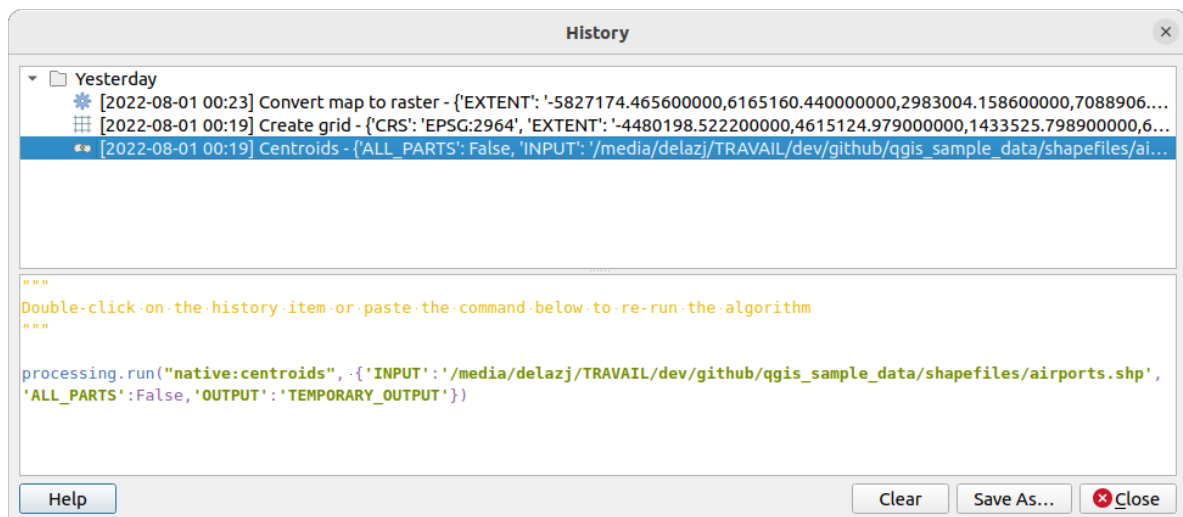 History
Yesterday
[2022-08-01 00:23] Convert map to raster - {'EXTENT': '-5827174.465600000,6165160.440000000,2983004.158600000,7088906....
[2022-08-01 00:19] Create grid - {'CRS': 'EPSG:2964', 'EXTENT': '-4480198.522200000,4615124.979000000,1433525.798900000,6...
[2022-08-01 00:19] Centroids - {'ALL_PARTS': False, 'INPUT': '/media/delazj/TRAVAIL/dev/github/qgis_sample_data/shapefiles/ai...
"""
Double-click·on·the·history·item·or·paste·the·command·below·to·re-run·the·algorithm
"""
processing.run("native:centroids",·{'INPUT':'/media/delazj/TRAVAIL/dev/github/qgis_sample_data/shapefiles/airports.shp',
'ALL_PARTS':False,'OUTPUT':'TEMPORARY_OUTPUT'})
Help
Clear
Save As...
Close